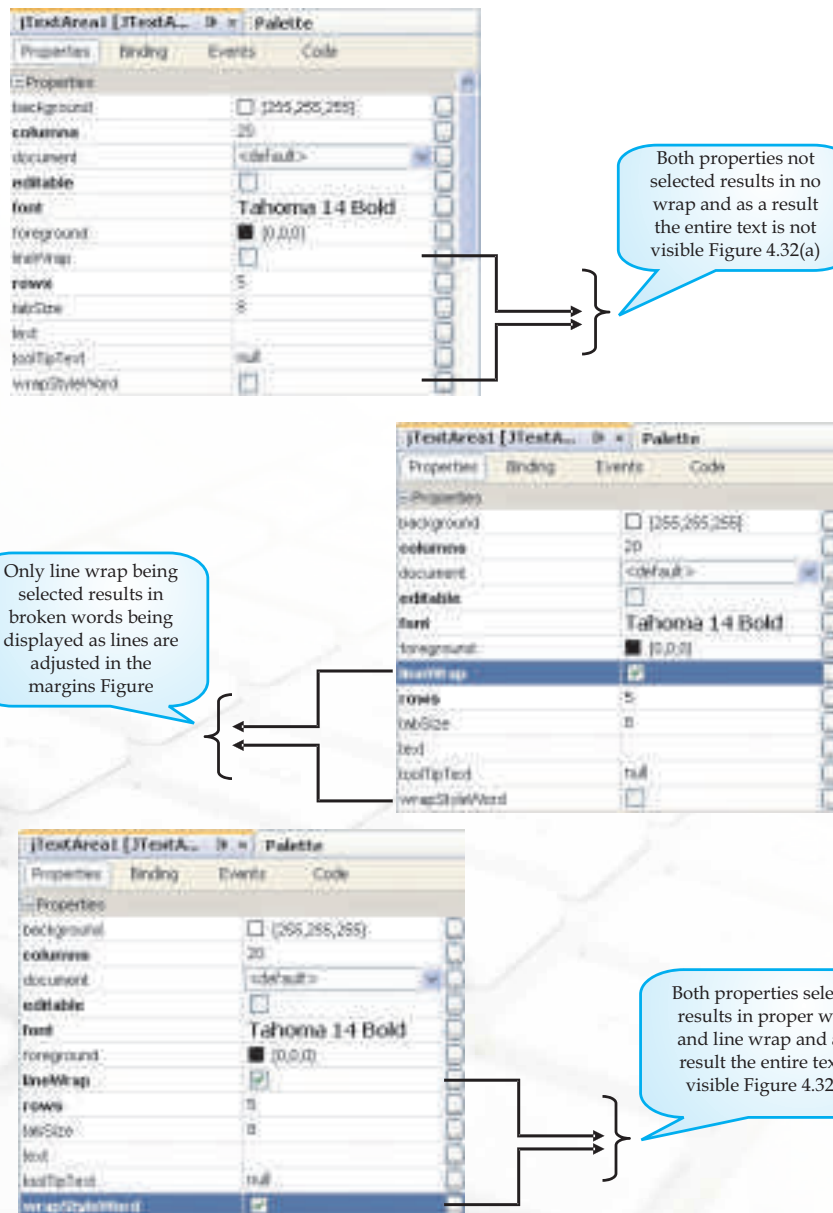 jTextArea1 [JTextA... Palette
Properties Binding Events Code
Properties
background [255,255,255]
columns 20
document <default>
editable
font Tahoma 14 Bold
foreground [0,0,0]
lineWrap
rows 5
tabSize 8
text
toolTipText null
wrapStyleWord
Both properties not
selected results in no
wrap and as a result
the entire text is not
visible Figure 4.32(a)
jTextArea1 [JTextA... Palette
Properties Binding Events Code
Properties
background [255,255,255]
columns 20
document <default>
editable
font Tahoma 14 Bold
foreground [0,0,0]
lineWrap
rows 5
tabSize 8
text
toolTipText null
wrapStyleWord
Only line wrap being
selected results in
broken words being
displayed as lines are
adjusted in the
margins Figure
jTextArea1 [JTextA... Palette
Properties Binding Events Code
Properties
background [255,255,255]
columns 20
document <default>
editable
font Tahoma 14 Bold
foreground [0,0,0]
lineWrap
rows 5
tabSize 8
text
toolTipText null
wrapStyleWord
Both properties sele
results in proper w
and line wrap and
result the entire te
visible Figure 4.32